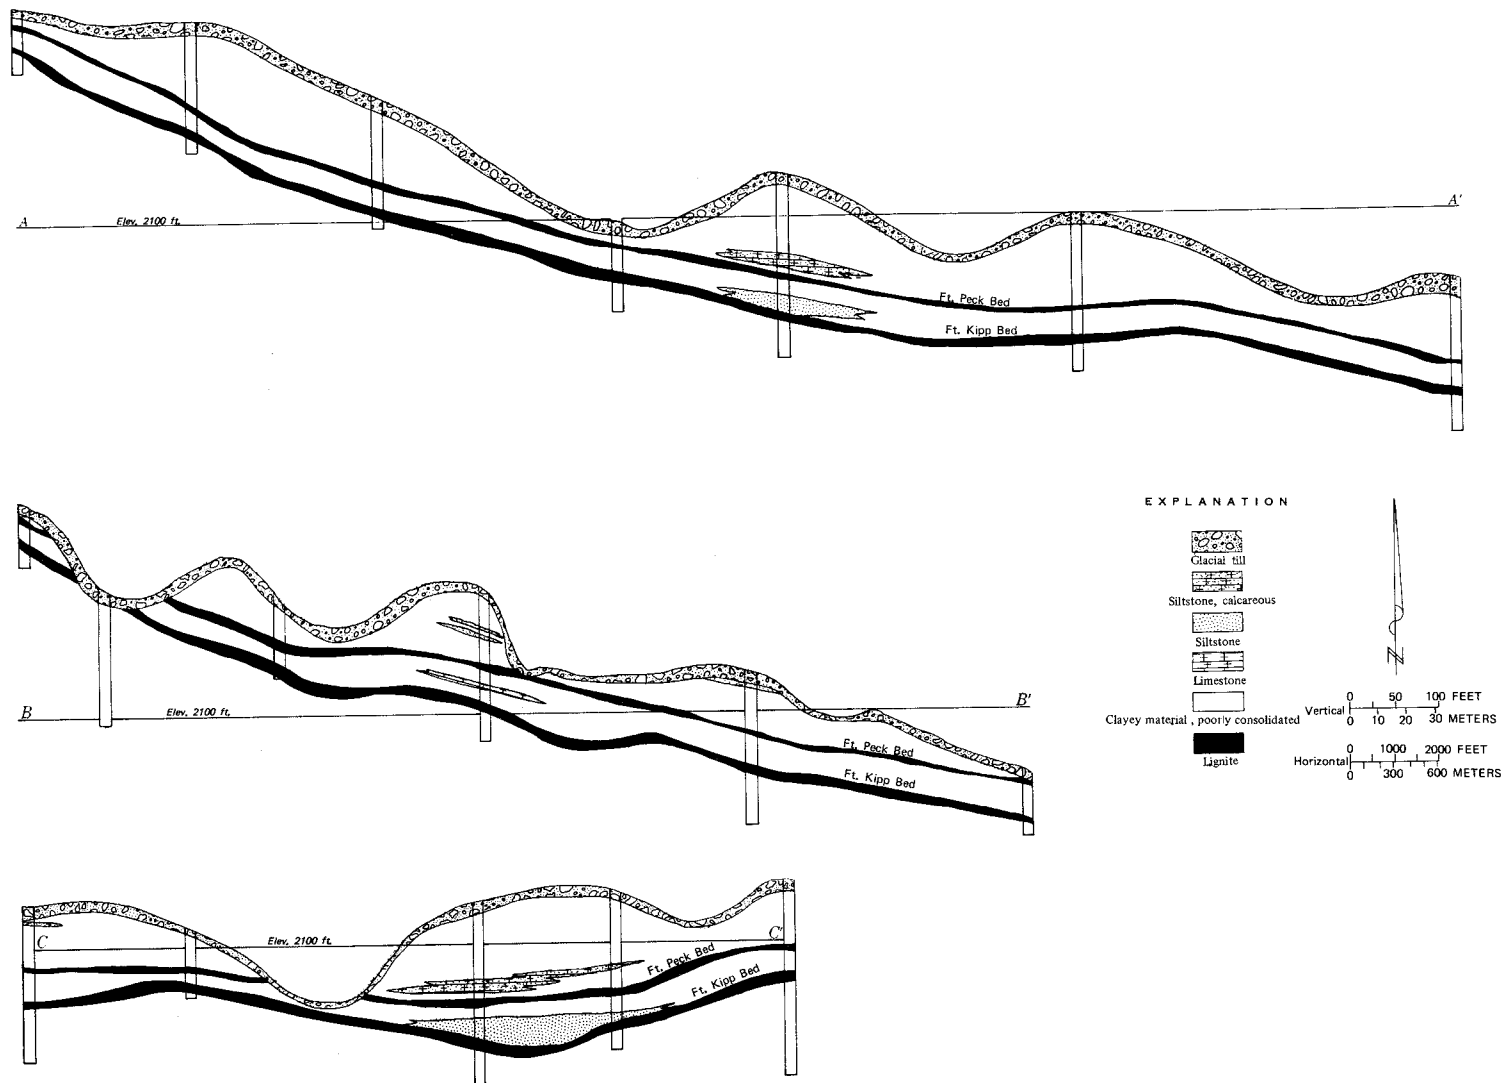 A
Elev. 2100 ft.
A'
Ft. Peck Bed
Ft. Kipp Bed
B
Elev. 2100 ft.
B'
Ft. Peck Bed
Ft. Kipp Bed
C
Elev. 2100 ft.
C'
Ft. Peck Bed
Ft. Kipp Bed
EXPLANATION
Glacial till
Siltstone, calcareous
Siltstone
Limestone
Clayey material, poorly consolidated
Lignite
N
0 50 100 FEET
Vertical
0 10 20 30 METERS
0 1000 2000 FEET
Horizontal
0 300 600 METERS